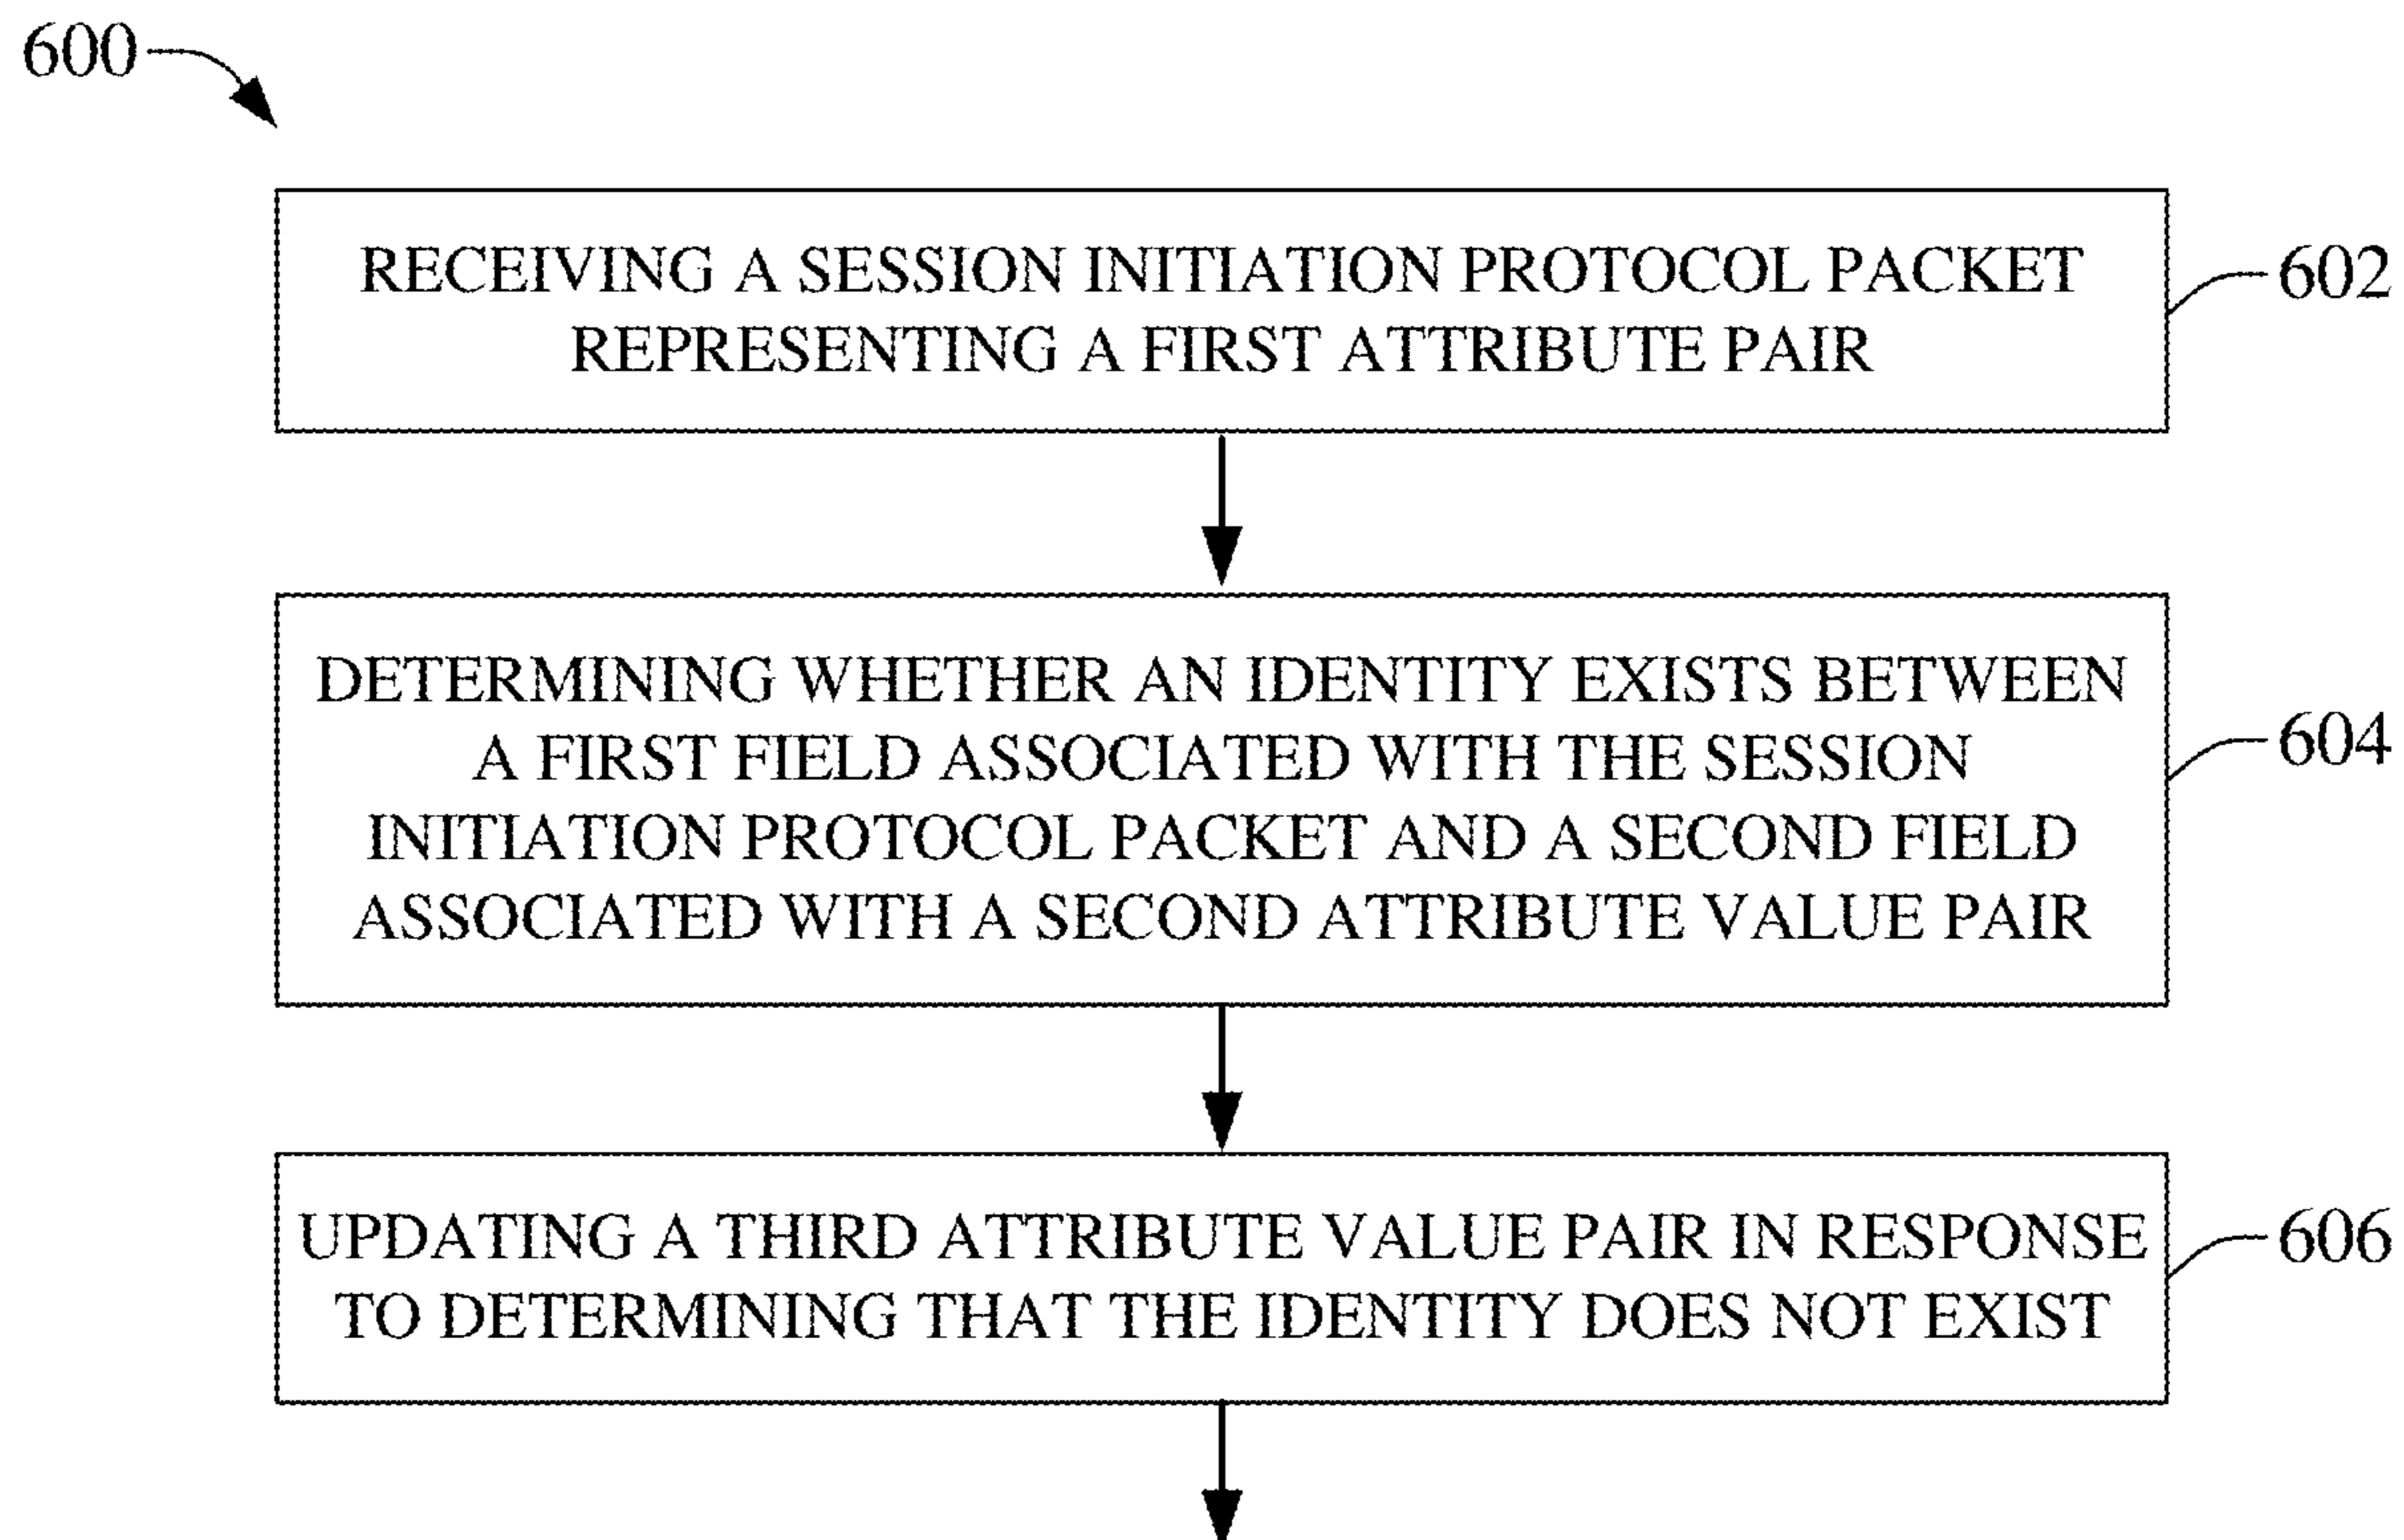 600
RECEIVING A SESSION INITIATION PROTOCOL PACKET
REPRESENTING A FIRST ATTRIBUTE PAIR
602
DETERMINING WHETHER AN IDENTITY EXISTS BETWEEN
A FIRST FIELD ASSOCIATED WITH THE SESSION
INITIATION PROTOCOL PACKET AND A SECOND FIELD
ASSOCIATED WITH A SECOND ATTRIBUTE VALUE PAIR
604
UPDATING A THIRD ATTRIBUTE VALUE PAIR IN RESPONSE
TO DETERMINING THAT THE IDENTITY DOES NOT EXIST
606